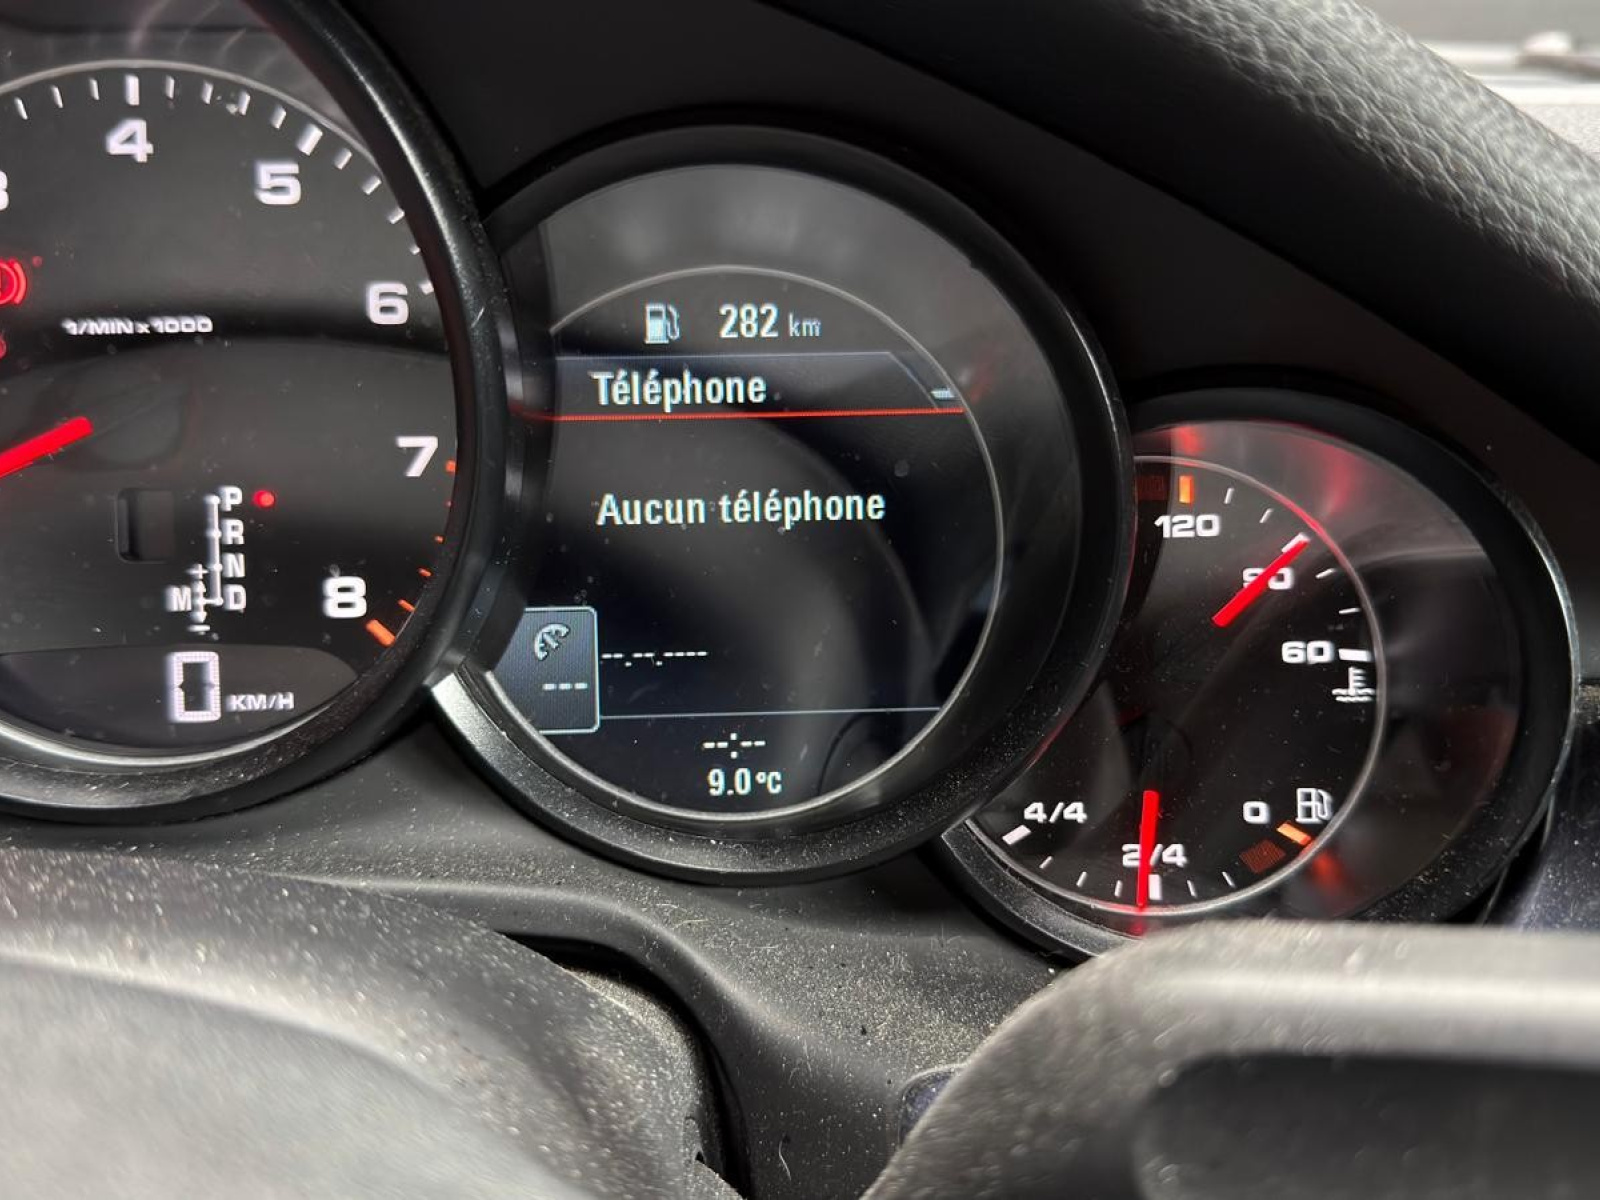 4
5
6
1/MIN x 1000
7
P
R
N
M D
+
-
8
0 KM/H
282 km
Téléphone
Aucun téléphone
--.--.----
---
--:--
9.0°C
120
90
60
4/4
2/4
0